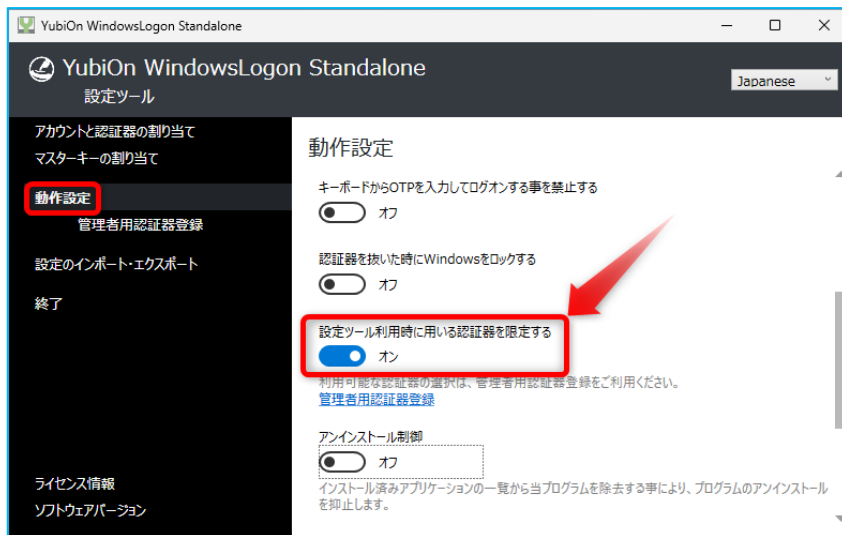 YubiOn WindowsLogon Standalone
YubiOn WindowsLogon Standalone
設定ツール
Japanese
アカウントと認証器の割り当て
マスターキーの割り当て
動作設定
管理者用認証器登録
設定のインポート・エクスポート
終了
ライセンス情報
ソフトウェアバージョン
動作設定
キーボードからOTPを入力してログオンする事を禁止する
オフ
認証器を抜いた時にWindowsをロックする
オフ
設定ツール利用時に用いる認証器を限定する
オン
利用可能な認証器の選択は、管理者用認証器登録をご利用ください。
管理者用認証器登録
アンインストール制御
オフ
インストール済みアプリケーションの一覧から当プログラムを除去する事により、プログラムのアンインストール
を抑止します。